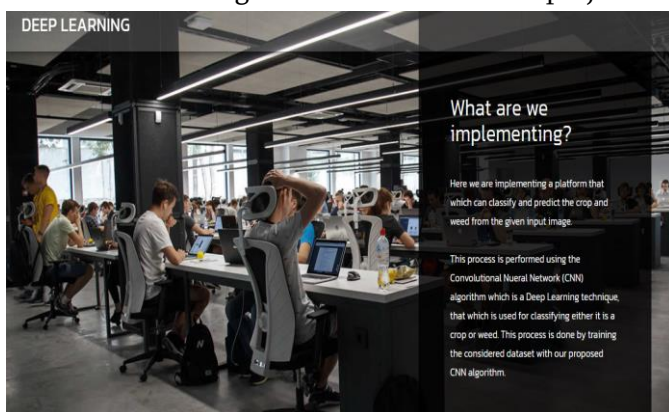 DEEP LEARNING
What are we
implementing?
Here we are implementing a platform that
which can classify and predict the crop and
weed from the given input image.
This process is performed using the
Convolutional Nueral Network (CNN)
algorithm which is a Deep Learning technique,
that which is used for classifying either it is a
crop or weed. This process is done by training
the considered dataset with our proposed
CNN algorithm.